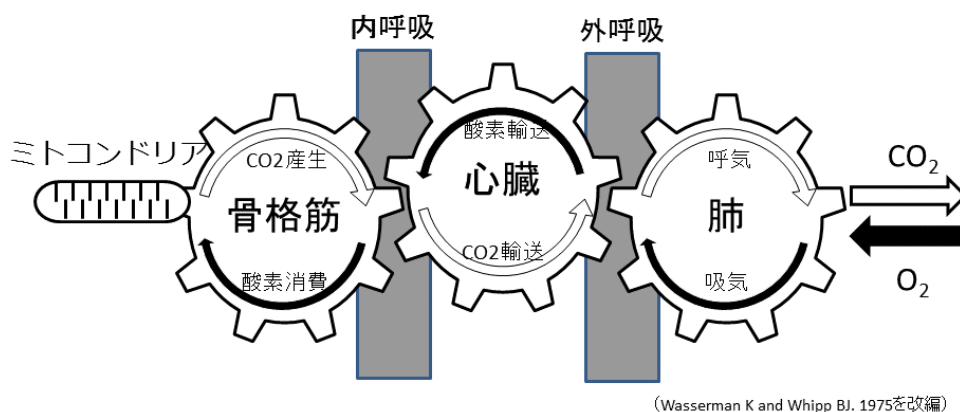 内呼吸
外呼吸
ミトコンドリア
CO2産生
骨格筋
酸素消費
酸素輸送
心臓
CO2輸送
呼気
肺
吸気
CO2
O2
（Wasserman K and Whipp BJ. 1975を改編）